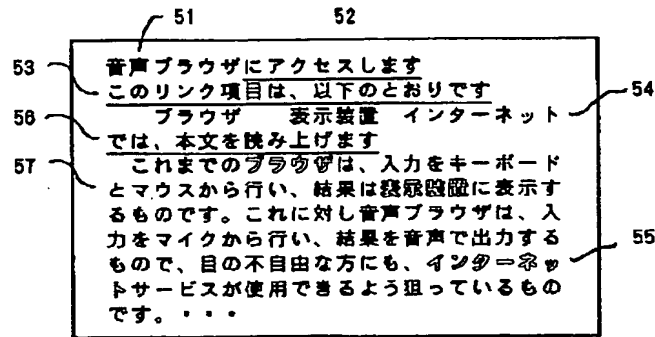 51 52
音声ブラウザにアクセスします
53 このリンク項目は、以下のとおりです
ブラウザ 表示装置 インターネット 54
56 では、本文を読み上げます
57 これまでのブラウザは、入力をキーボード
とマウスから行い、結果は表示装置に表示す
るものです。これに対し音声ブラウザは、入
力をマイクから行い、結果を音声で出力する
もので、目の不自由な方にも、インターネッ 55
トサービスが使用できるよう狙っているもの
です。・・・